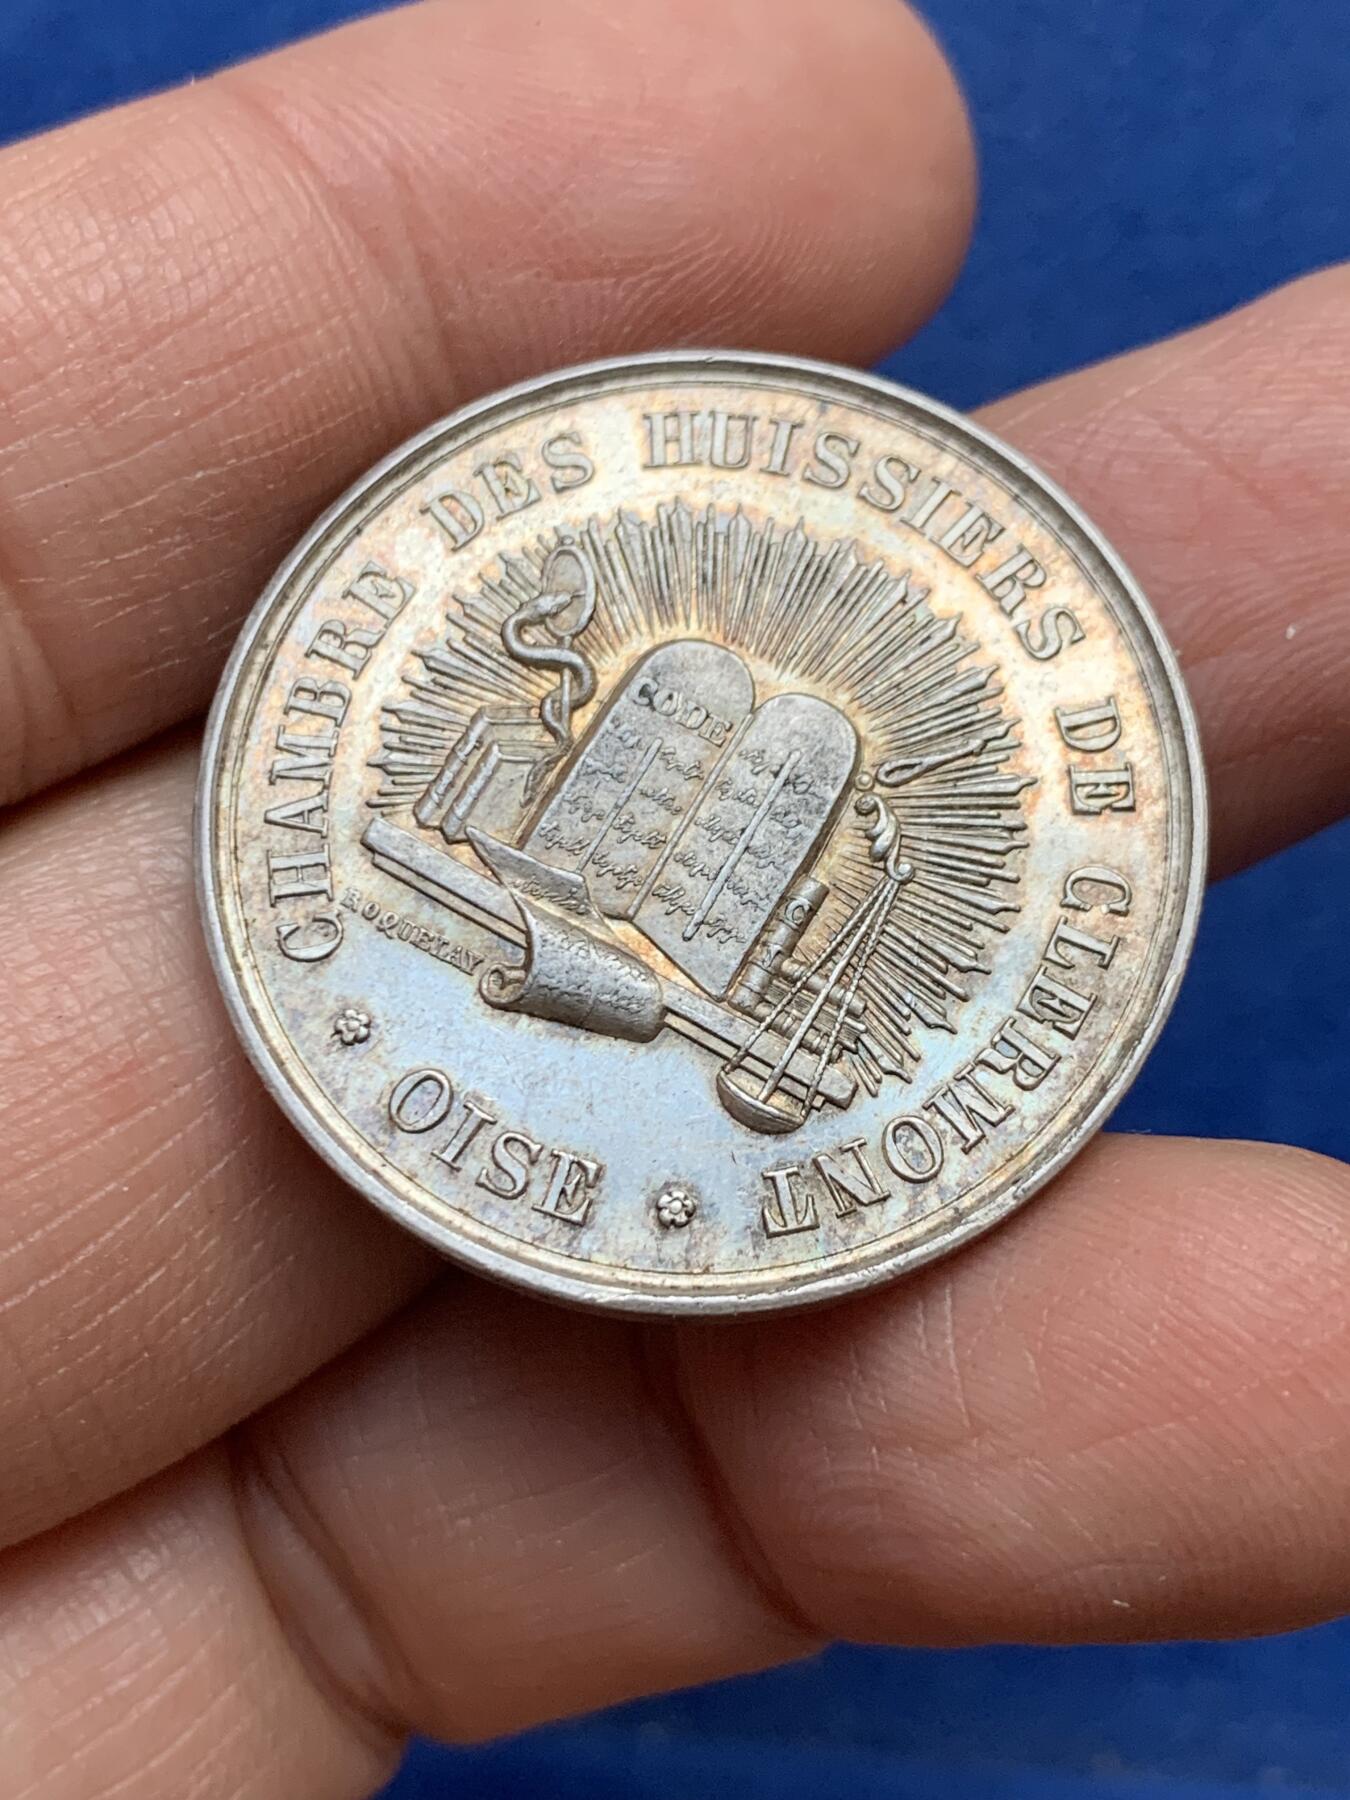 CHAMBRE DES HUISSIERS DE CLERMONT
OISE
CODE
ROQUELAY